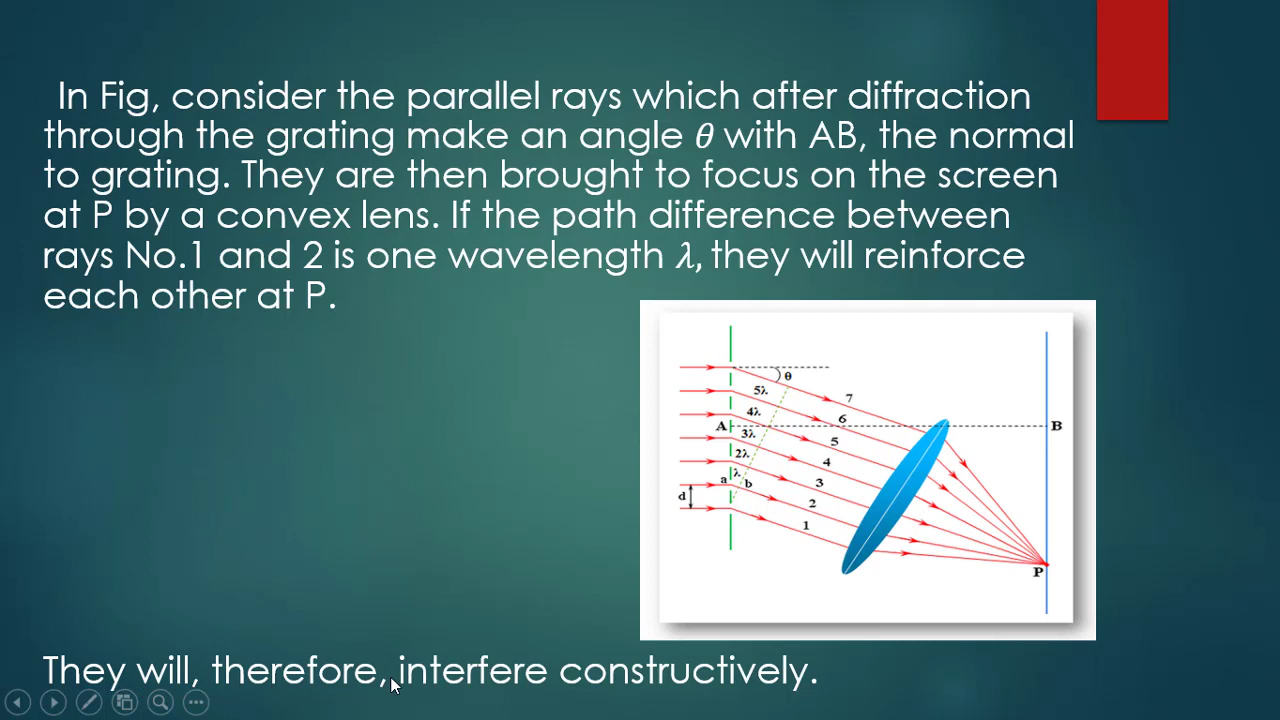 In Fig, consider the parallel rays which after diffraction
through the grating make an angle θ with AB, the normal
to grating. They are then brought to focus on the screen
at P by a convex lens. If the path difference between
rays No.1 and 2 is one wavelength λ, they will reinforce
each other at P.
θ
5λ
7
4λ
6
A
B
3λ
5
2λ
4
λ
a
b
3
d
2
1
P
They will, therefore, interfere constructively.